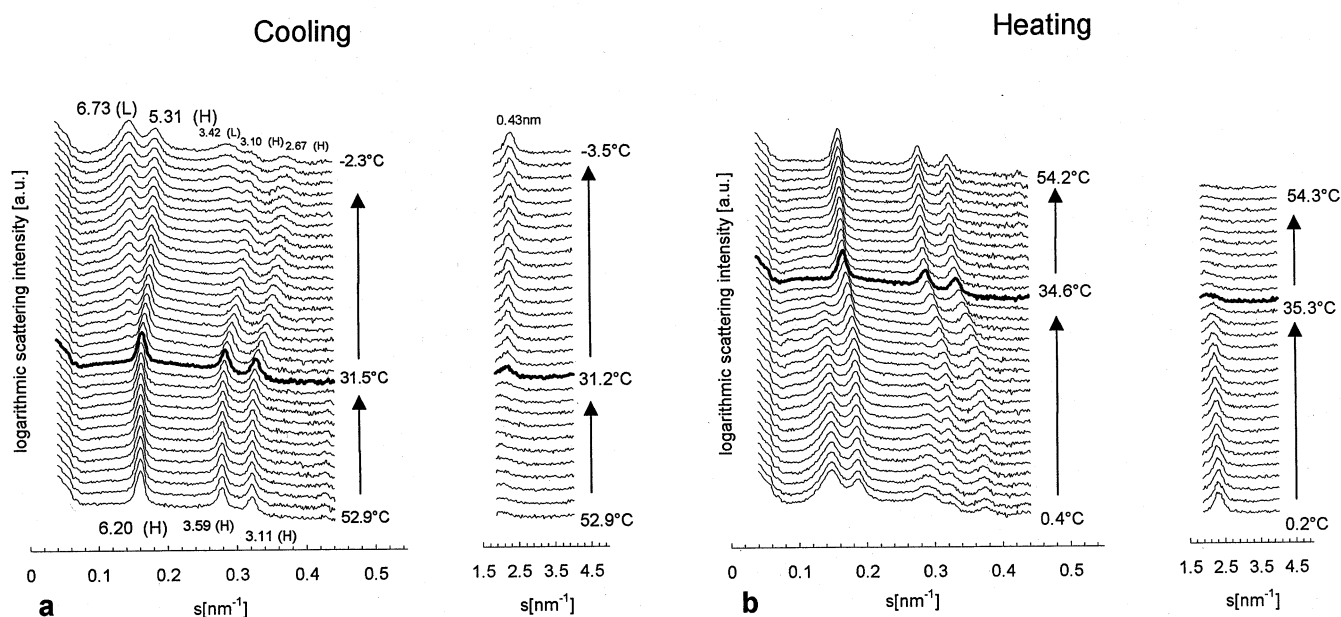 Cooling
Heating
6.73 (L)
5.31 (H)
3.42 (L)
3.10 (H)
2.67 (H)
0.43nm
-2.3°C
-3.5°C
54.2°C
54.3°C
34.6°C
35.3°C
31.5°C
31.2°C
52.9°C
52.9°C
0.4°C
0.2°C
6.20 (H)
3.59 (H)
3.11 (H)
logarithmic scattering intensity [a.u.]
logarithmic scattering intensity [a.u.]
0 0.1 0.2 0.3 0.4 0.5
1.5 2.5 3.5 4.5
0 0.1 0.2 0.3 0.4 0.5
1.5 2.5 3.5 4.5
a
s[nm⁻¹]
s[nm⁻¹]
b
s[nm⁻¹]
s[nm⁻¹]